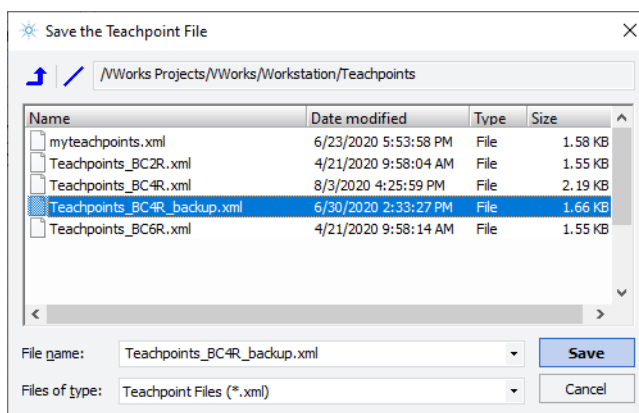 Save the Teachpoint File
/VWorks Projects/VWorks/Workstation/Teachpoints
Name Date modified Type Size
myteachpoints.xml 6/23/2020 5:53:58 PM File 1.58 KB
Teachpoints_BC2R.xml 4/21/2020 9:58:04 AM File 1.55 KB
Teachpoints_BC4R.xml 8/3/2020 4:25:59 PM File 2.19 KB
Teachpoints_BC4R_backup.xml 6/30/2020 2:33:27 PM File 1.66 KB
Teachpoints_BC6R.xml 4/21/2020 9:58:14 AM File 1.55 KB
File name: Teachpoints_BC4R_backup.xml Save
Files of type: Teachpoint Files (*.xml) Cancel